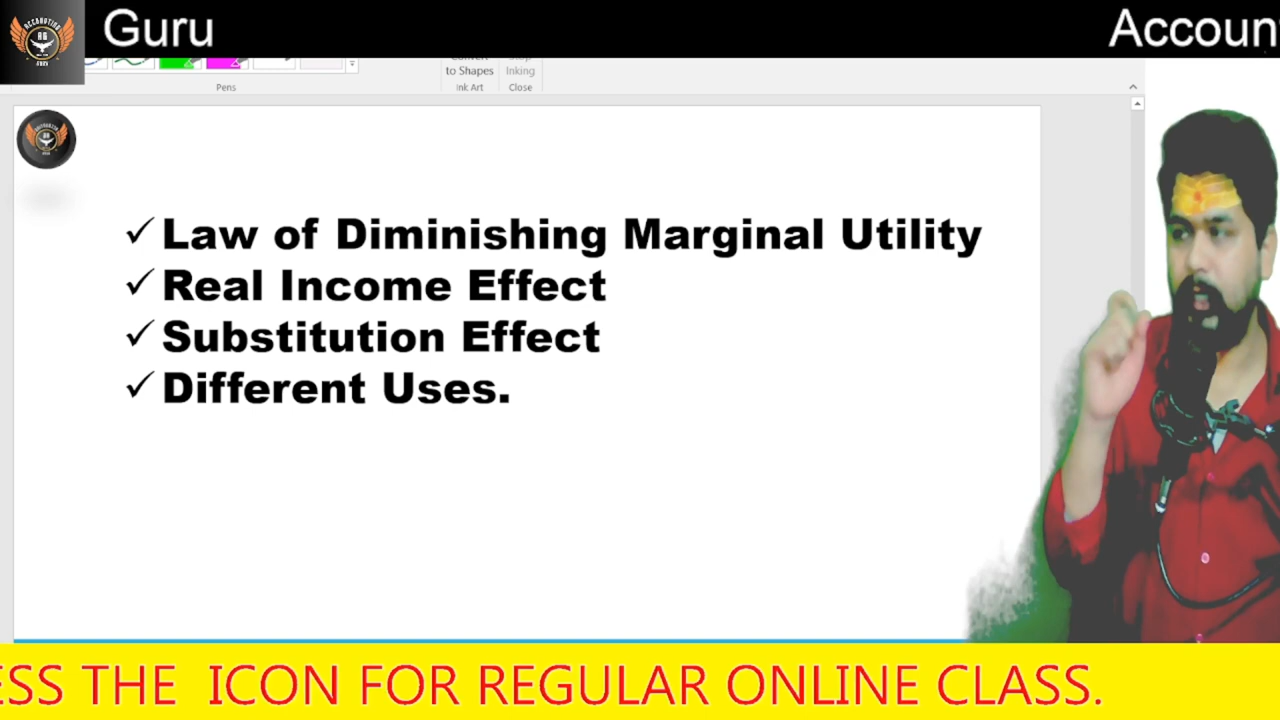 Guru
Accoun
to Shapes
Inking
Pens
Ink Art
Close
✓ Law of Diminishing Marginal Utility
✓ Real Income Effect
✓ Substitution Effect
✓ Different Uses.
ESS THE ICON FOR REGULAR ONLINE CLASS.